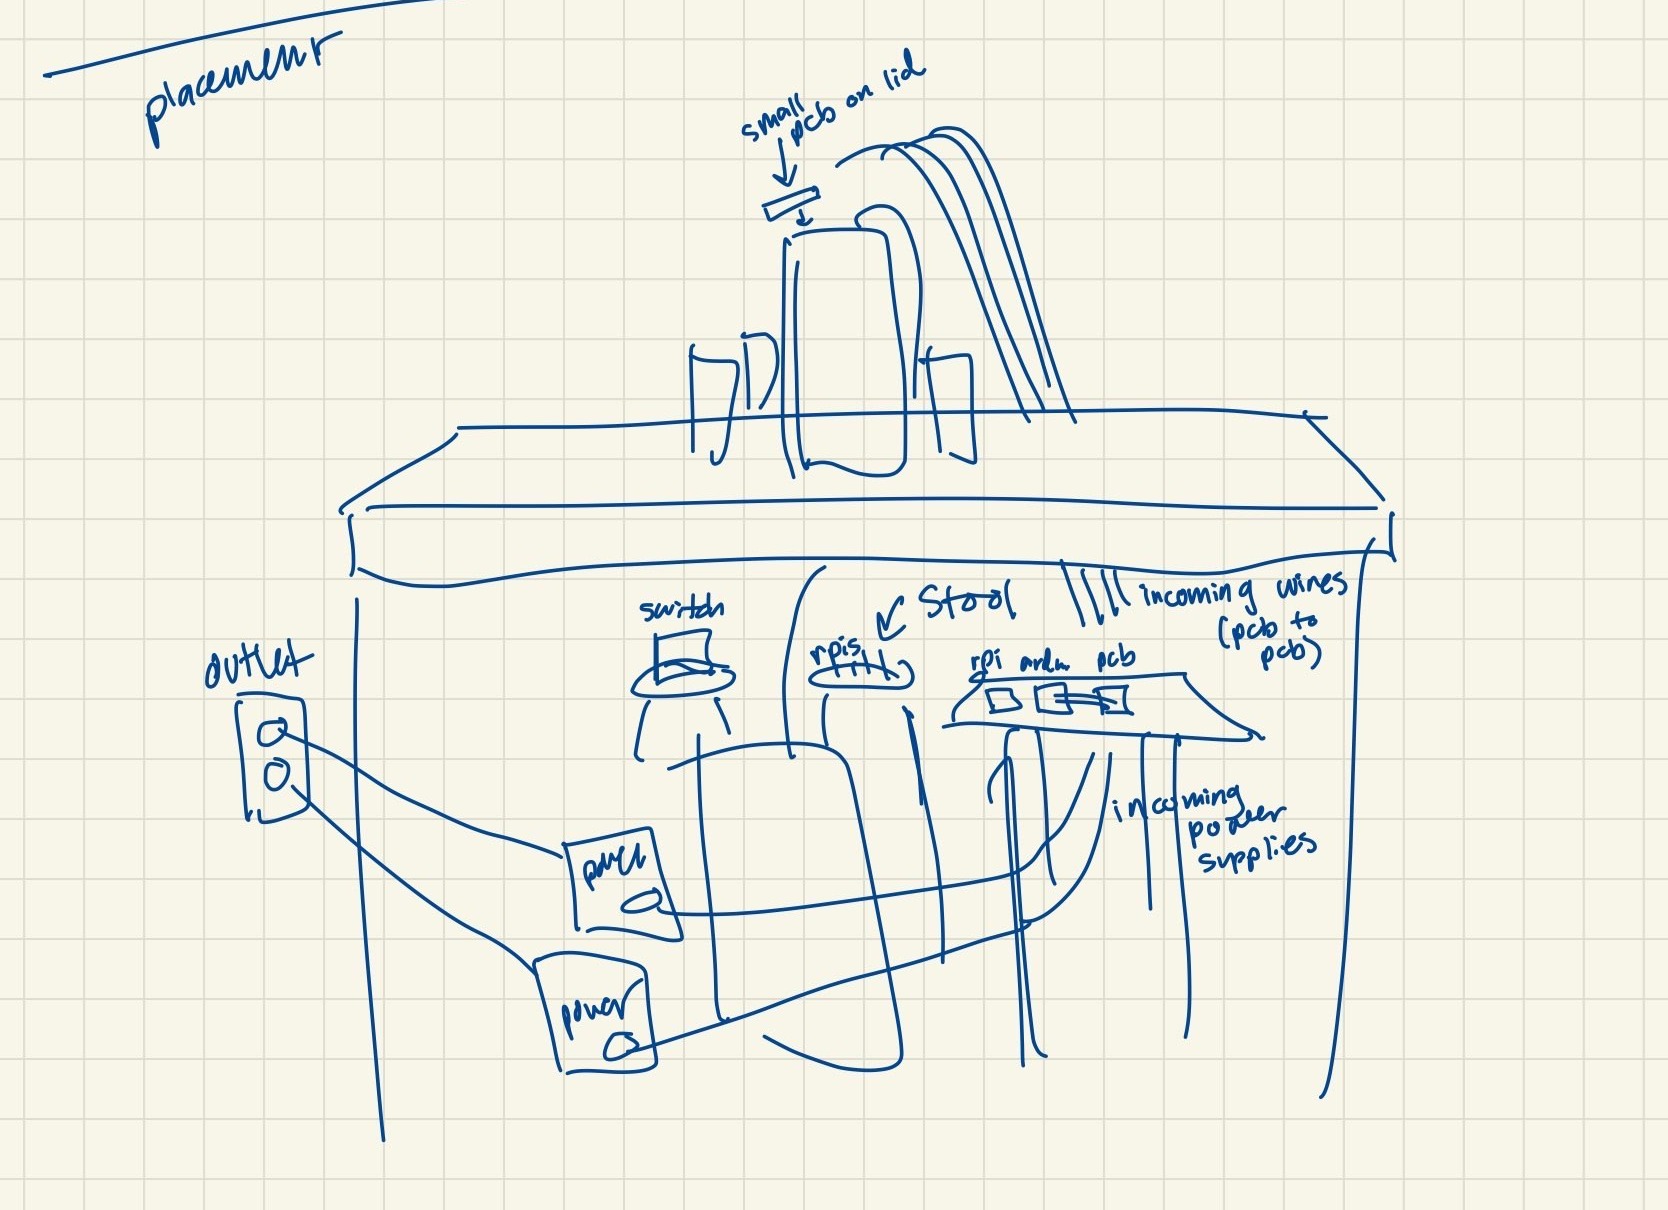 placement
small
pcb on lid
switch
stool
incoming wires
(pcb to
pcb)
outlet
rpis
rpi
pcb
incoming
power
supplies
power
power